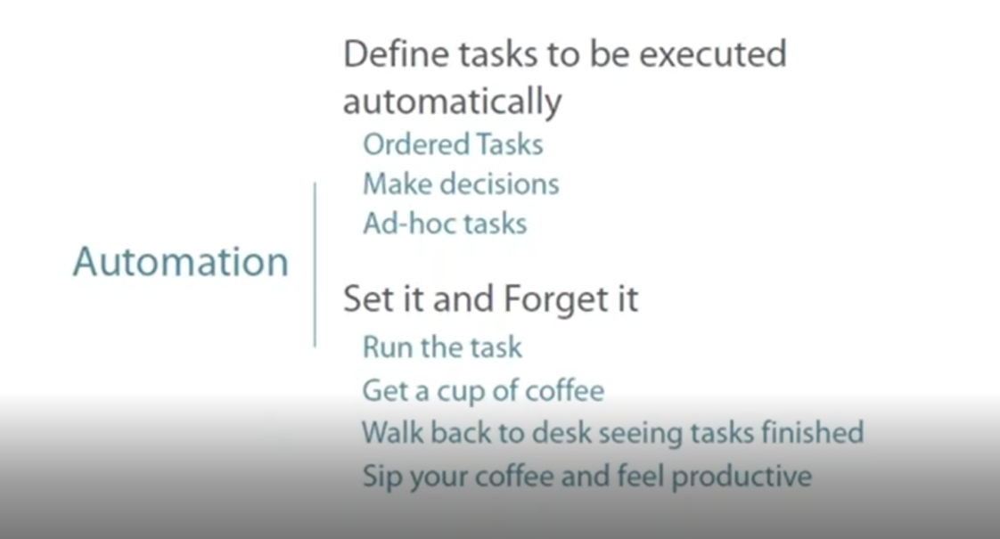 Automation
Define tasks to be executed
automatically
Ordered Tasks
Make decisions
Ad-hoc tasks
Set it and Forget it
Run the task
Get a cup of coffee
Walk back to desk seeing tasks finished
Sip your coffee and feel productive